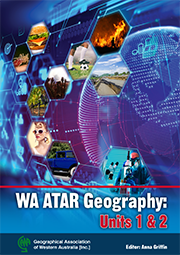 WA ATAR Geography:
Units 1 & 2
Geographical Association
of Western Australia [Inc.]
Editor: Anna Griffin